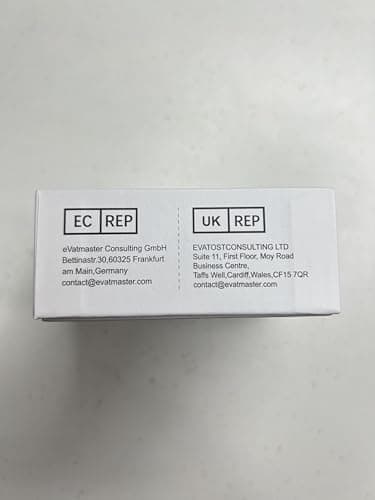 EC REP
eVatmaster Consulting GmbH
Bettinastr.30,60325 Frankfurt
am Main,Germany
contact@evatmaster.com
UK REP
EVATOSTCONSULTING LTD
Suite 11, First Floor, Moy Road
Business Centre,
Taffs Well,Cardiff,Wales,CF15 7QR
contact@evatmaster.com